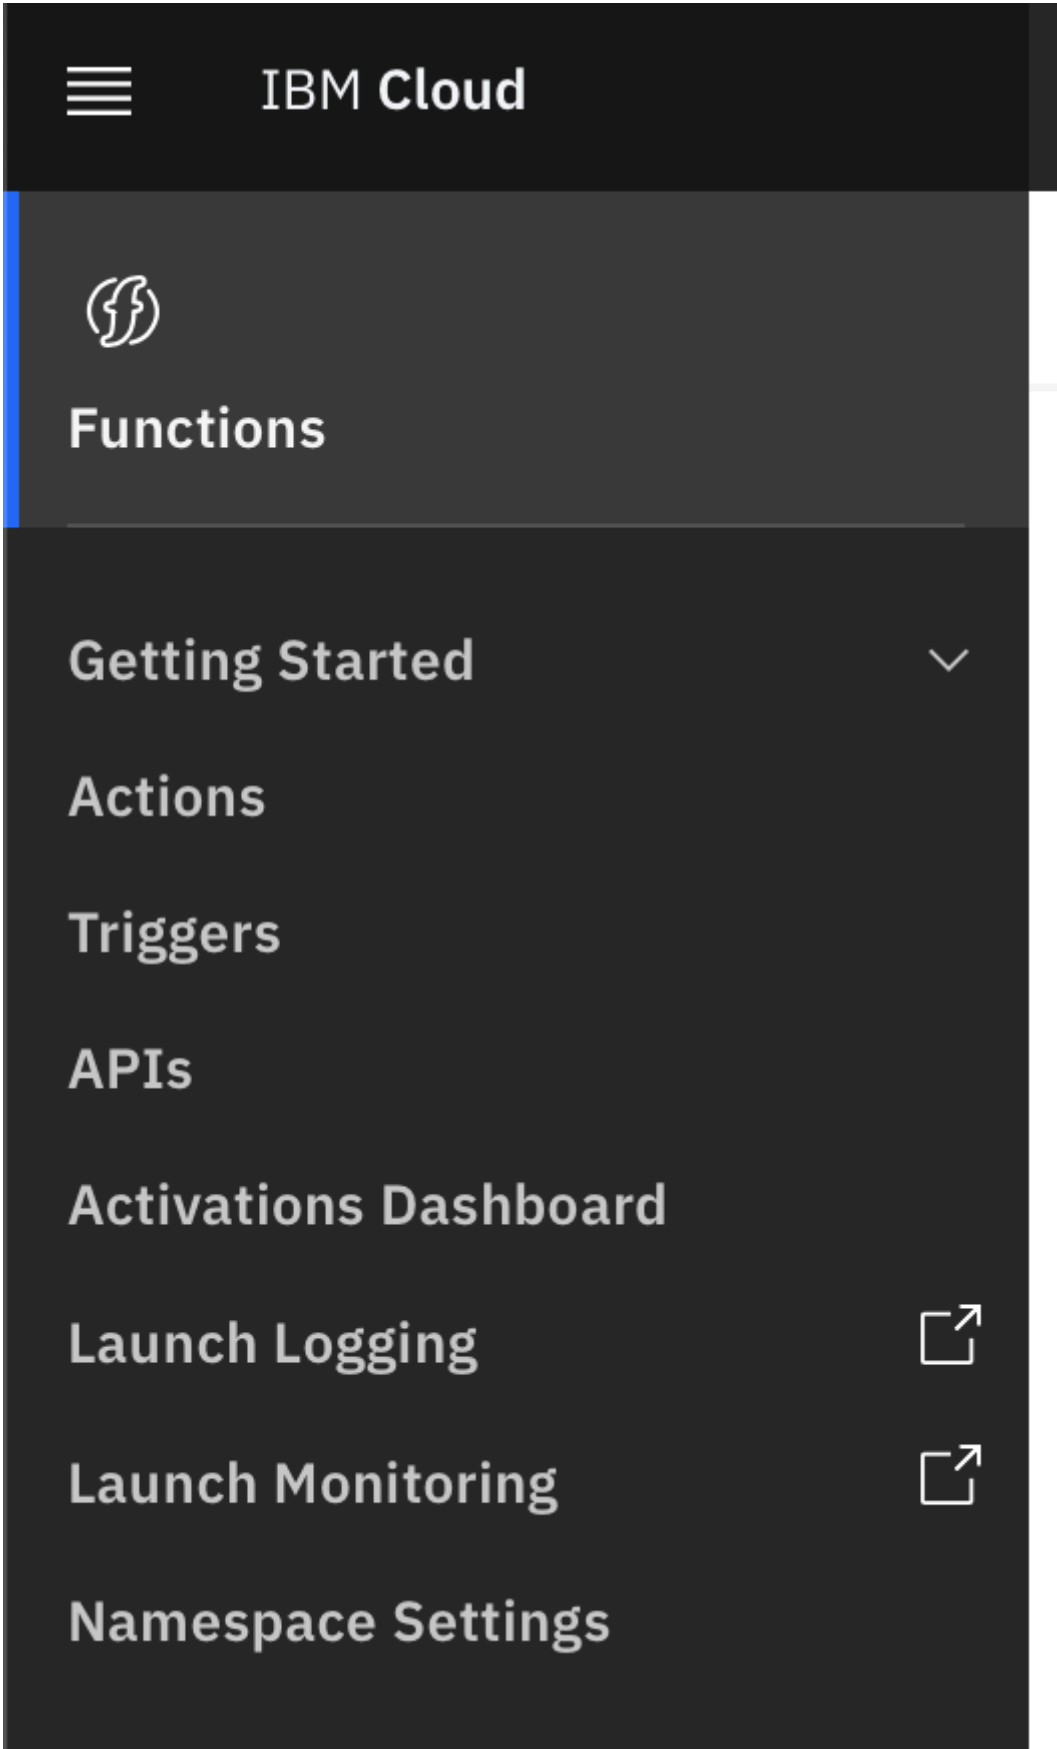 IBM Cloud
Functions
Getting Started
Actions
Triggers
APIs
Activations Dashboard
Launch Logging
Launch Monitoring
Namespace Settings